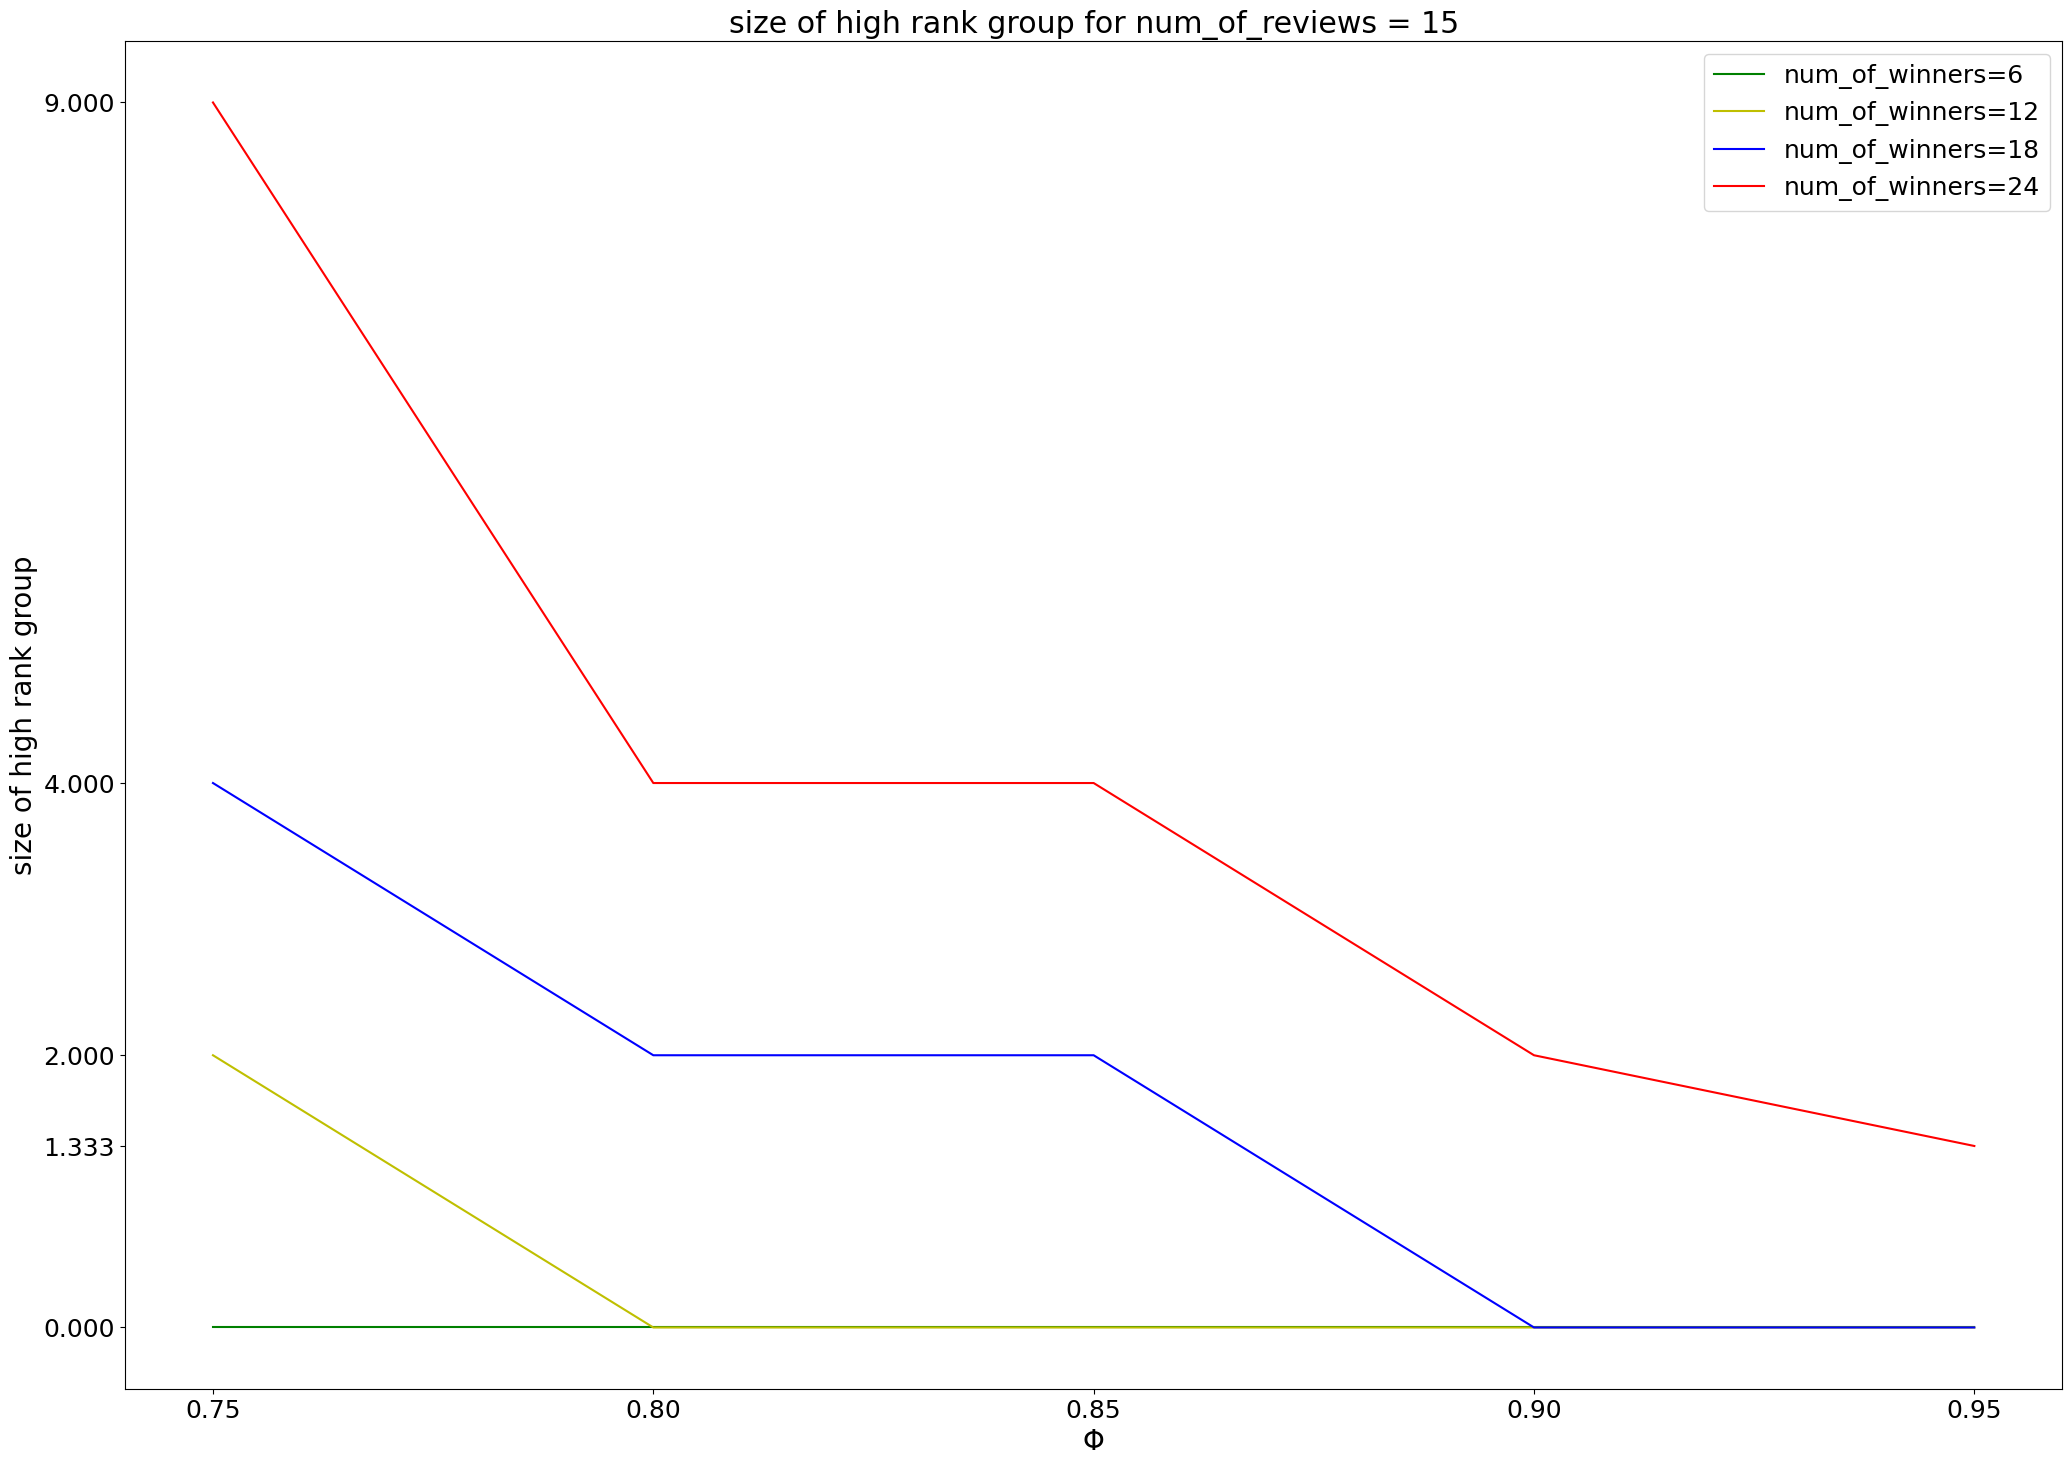 size of high rank group for num_of_reviews = 15
num_of_winners=6
num_of_winners=12
num_of_winners=18
num_of_winners=24
size of high rank group
9.000
4.000
2.000
1.333
0.000
0.75 0.80 0.85 0.90 0.95
Φ